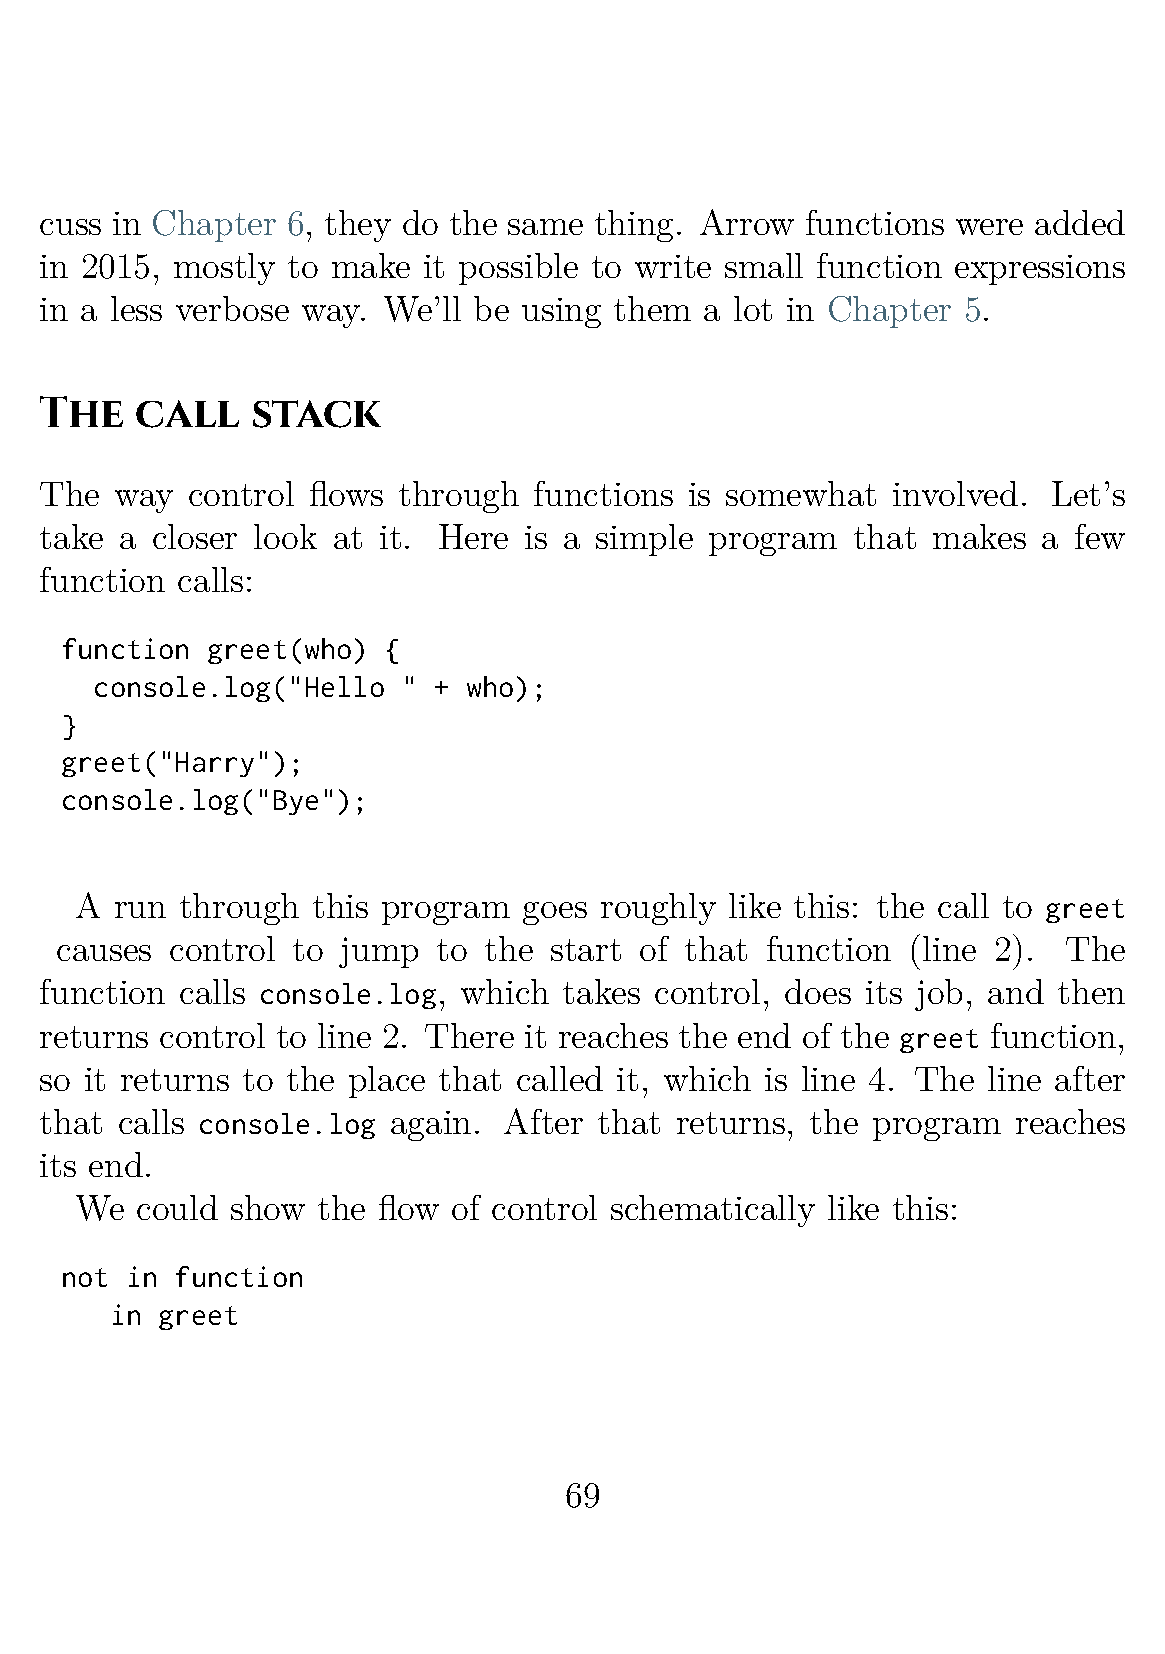 cuss in Chapter 6, they do the same thing. Arrow functions were added
in 2015, mostly to make it possible to write small function expressions
in a less verbose way. We'll be using them a lot in Chapter 5.
The call stack
The way control flows through functions is somewhat involved. Let's
take a closer look at it. Here is a simple program that makes a few
function calls:
function greet(who) {
  console.log("Hello " + who);
}
greet("Harry");
console.log("Bye");
A run through this program goes roughly like this: the call to greet
causes control to jump to the start of that function (line 2). The
function calls console.log, which takes control, does its job, and then
returns control to line 2. There it reaches the end of the greet function,
so it returns to the place that called it, which is line 4. The line after
that calls console.log again. After that returns, the program reaches
its end.
We could show the flow of control schematically like this:
not in function
   in greet
69